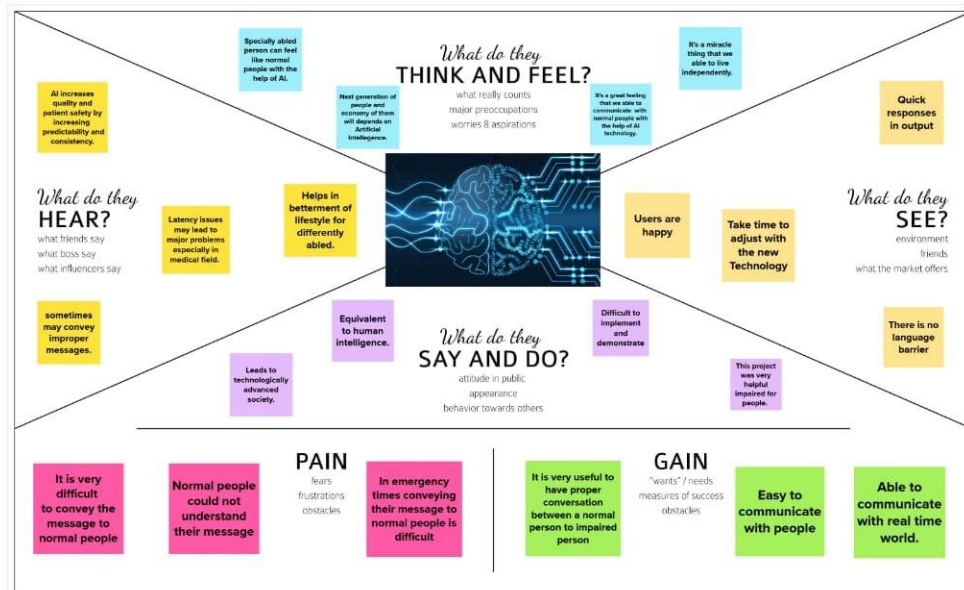 What do they
THINK AND FEEL?
what really counts
major preocupations
worries & aspirations
Specially abled
person can feel
like normal
people with the
help of AI.
Next generation of
people and
economy of them
will depends on
Artificial
Intellegence.
It's a great feeling
that we able to
communicate with
normal people with
the help of AI
technology.
It's a miracle
thing that we
able to live
independently.
What do they
HEAR?
what friends say
what boss say
what influencers say
AI increases
quality and
patient safety by
increasing
predictability and
consistency.
Latency issues
may lead to
major problems
especially in
medical field.
Helps in
betterment of
lifestyle for
differently
abled.
sometimes
may convey
improper
messages.
What do they
SEE?
environment
friends
what the market offers
Quick
responses
in output
Users are
happy
Take time to
adjust with
the new
Technology
There is no
language
barrier
What do they
SAY AND DO?
attitude in public
appearance
behavior towards others
Equivalent
to human
intelligence.
Leads to
technologically
advanced
society.
Difficult to
implement and
demonstrate
This project
was very
helpful
impaired for
people.
PAIN
fears
frustrations
obstacles
It is very
difficult
to convey the
message to
normal people
Normal people
could not
understand
their message
In emergency
times conveying
their message to
normal people is
difficult
GAIN
"wants" / needs
measures of success
obstacles
It is very useful to
have proper
conversation
between a normal
person to impaired
person
Easy to
communicate
with people
Able to
communicate
with real time
world.